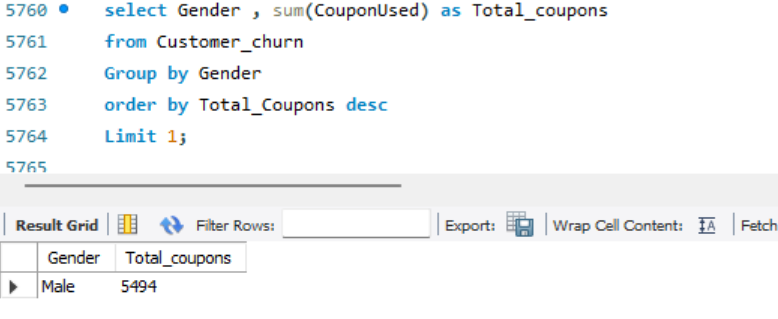 5760 select Gender , sum(CouponUsed) as Total_coupons
5761 from Customer_churn
5762 Group by Gender
5763 order by Total_Coupons desc
5764 Limit 1;
5765
Result Grid Filter Rows: Export: Wrap Cell Content: IA Fetch
Gender Total_coupons
Male 5494